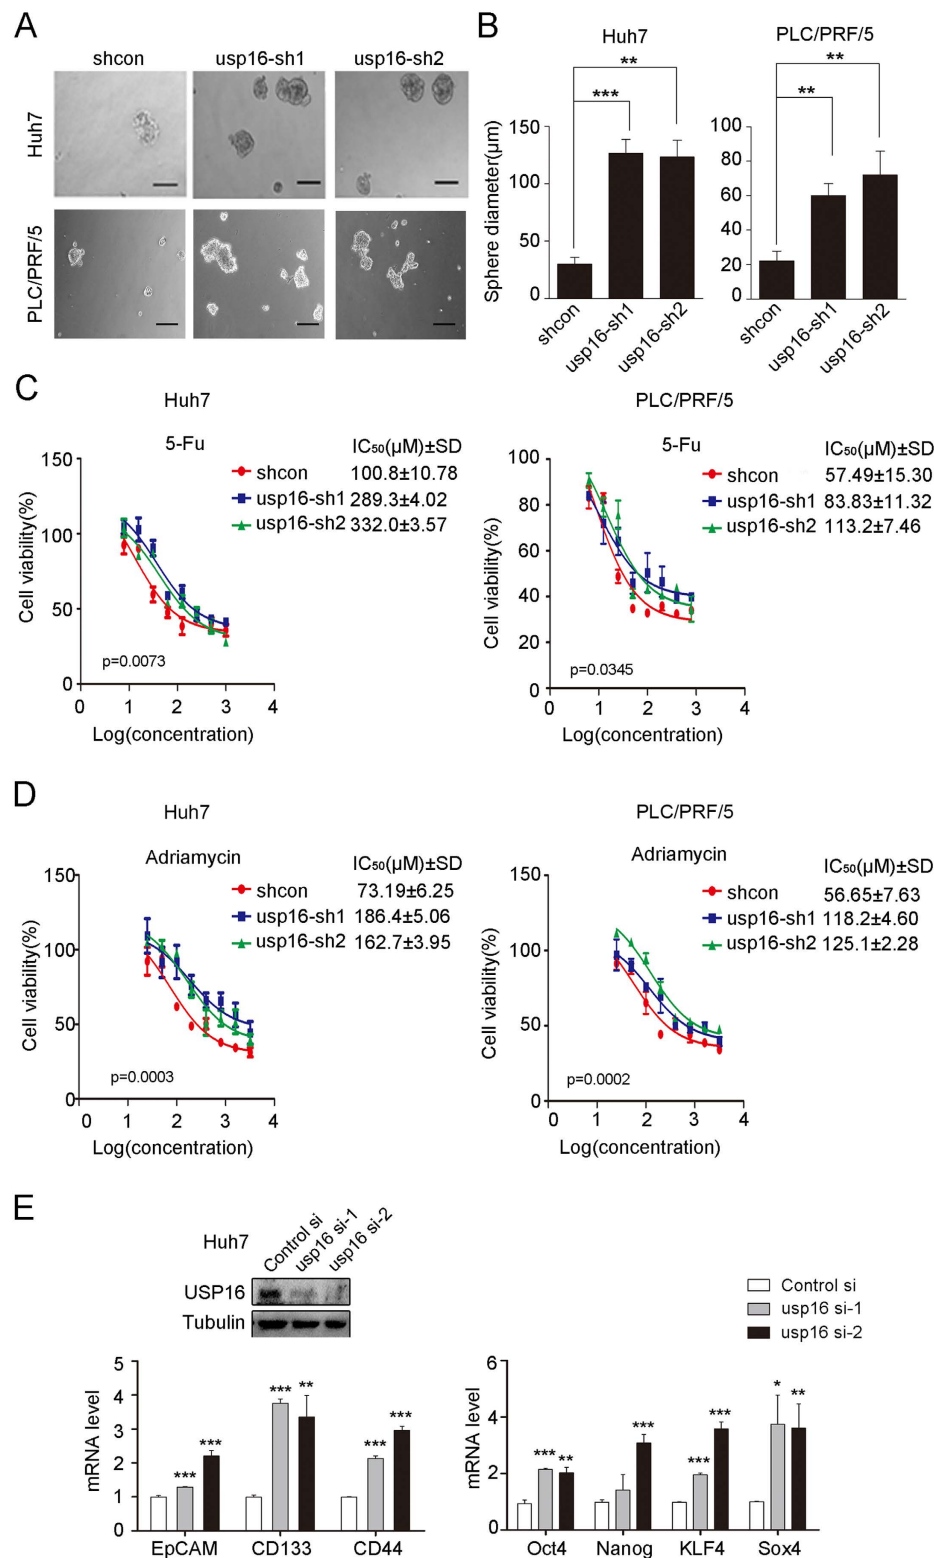 A
shcon usp16-sh1 usp16-sh2
Huh7
PLC/PRF/5
B
Huh7 PLC/PRF/5
** ***
** **
Sphere diameter(μm)
150
100
50
0
shcon usp16-sh1 usp16-sh2
100
80
60
40
20
0
shcon usp16-sh1 usp16-sh2
C
Huh7
5-Fu IC₅₀(μM)±SD
shcon 100.8±10.78
usp16-sh1 289.3±4.02
usp16-sh2 332.0±3.57
Cell viability(%)
150
100
50
0
p=0.0073
0 1 2 3 4
Log(concentration)
PLC/PRF/5
5-Fu IC₅₀(μM)±SD
shcon 57.49±15.30
usp16-sh1 83.83±11.32
usp16-sh2 113.2±7.46
Cell viability(%)
100
80
60
40
20
0
p=0.0345
0 1 2 3 4
Log(concentration)
D
Huh7
Adriamycin IC₅₀(μM)±SD
shcon 73.19±6.25
usp16-sh1 186.4±5.06
usp16-sh2 162.7±3.95
Cell viability(%)
150
100
50
0
p=0.0003
0 1 2 3 4
Log(concentration)
PLC/PRF/5
Adriamycin IC₅₀(μM)±SD
shcon 56.65±7.63
usp16-sh1 118.2±4.60
usp16-sh2 125.1±2.28
Cell viability(%)
150
100
50
0
p=0.0002
0 1 2 3 4
Log(concentration)
E
Huh7 Control si usp16 si-1 usp16 si-2
USP16
Tubulin
Control si
usp16 si-1
usp16 si-2
mRNA level
5
4
3
2
1
0
*** *** *** ** *** ***
EpCAM CD133 CD44
mRNA level
6
4
2
0
*** ** *** *** *** * **
Oct4 Nanog KLF4 Sox4